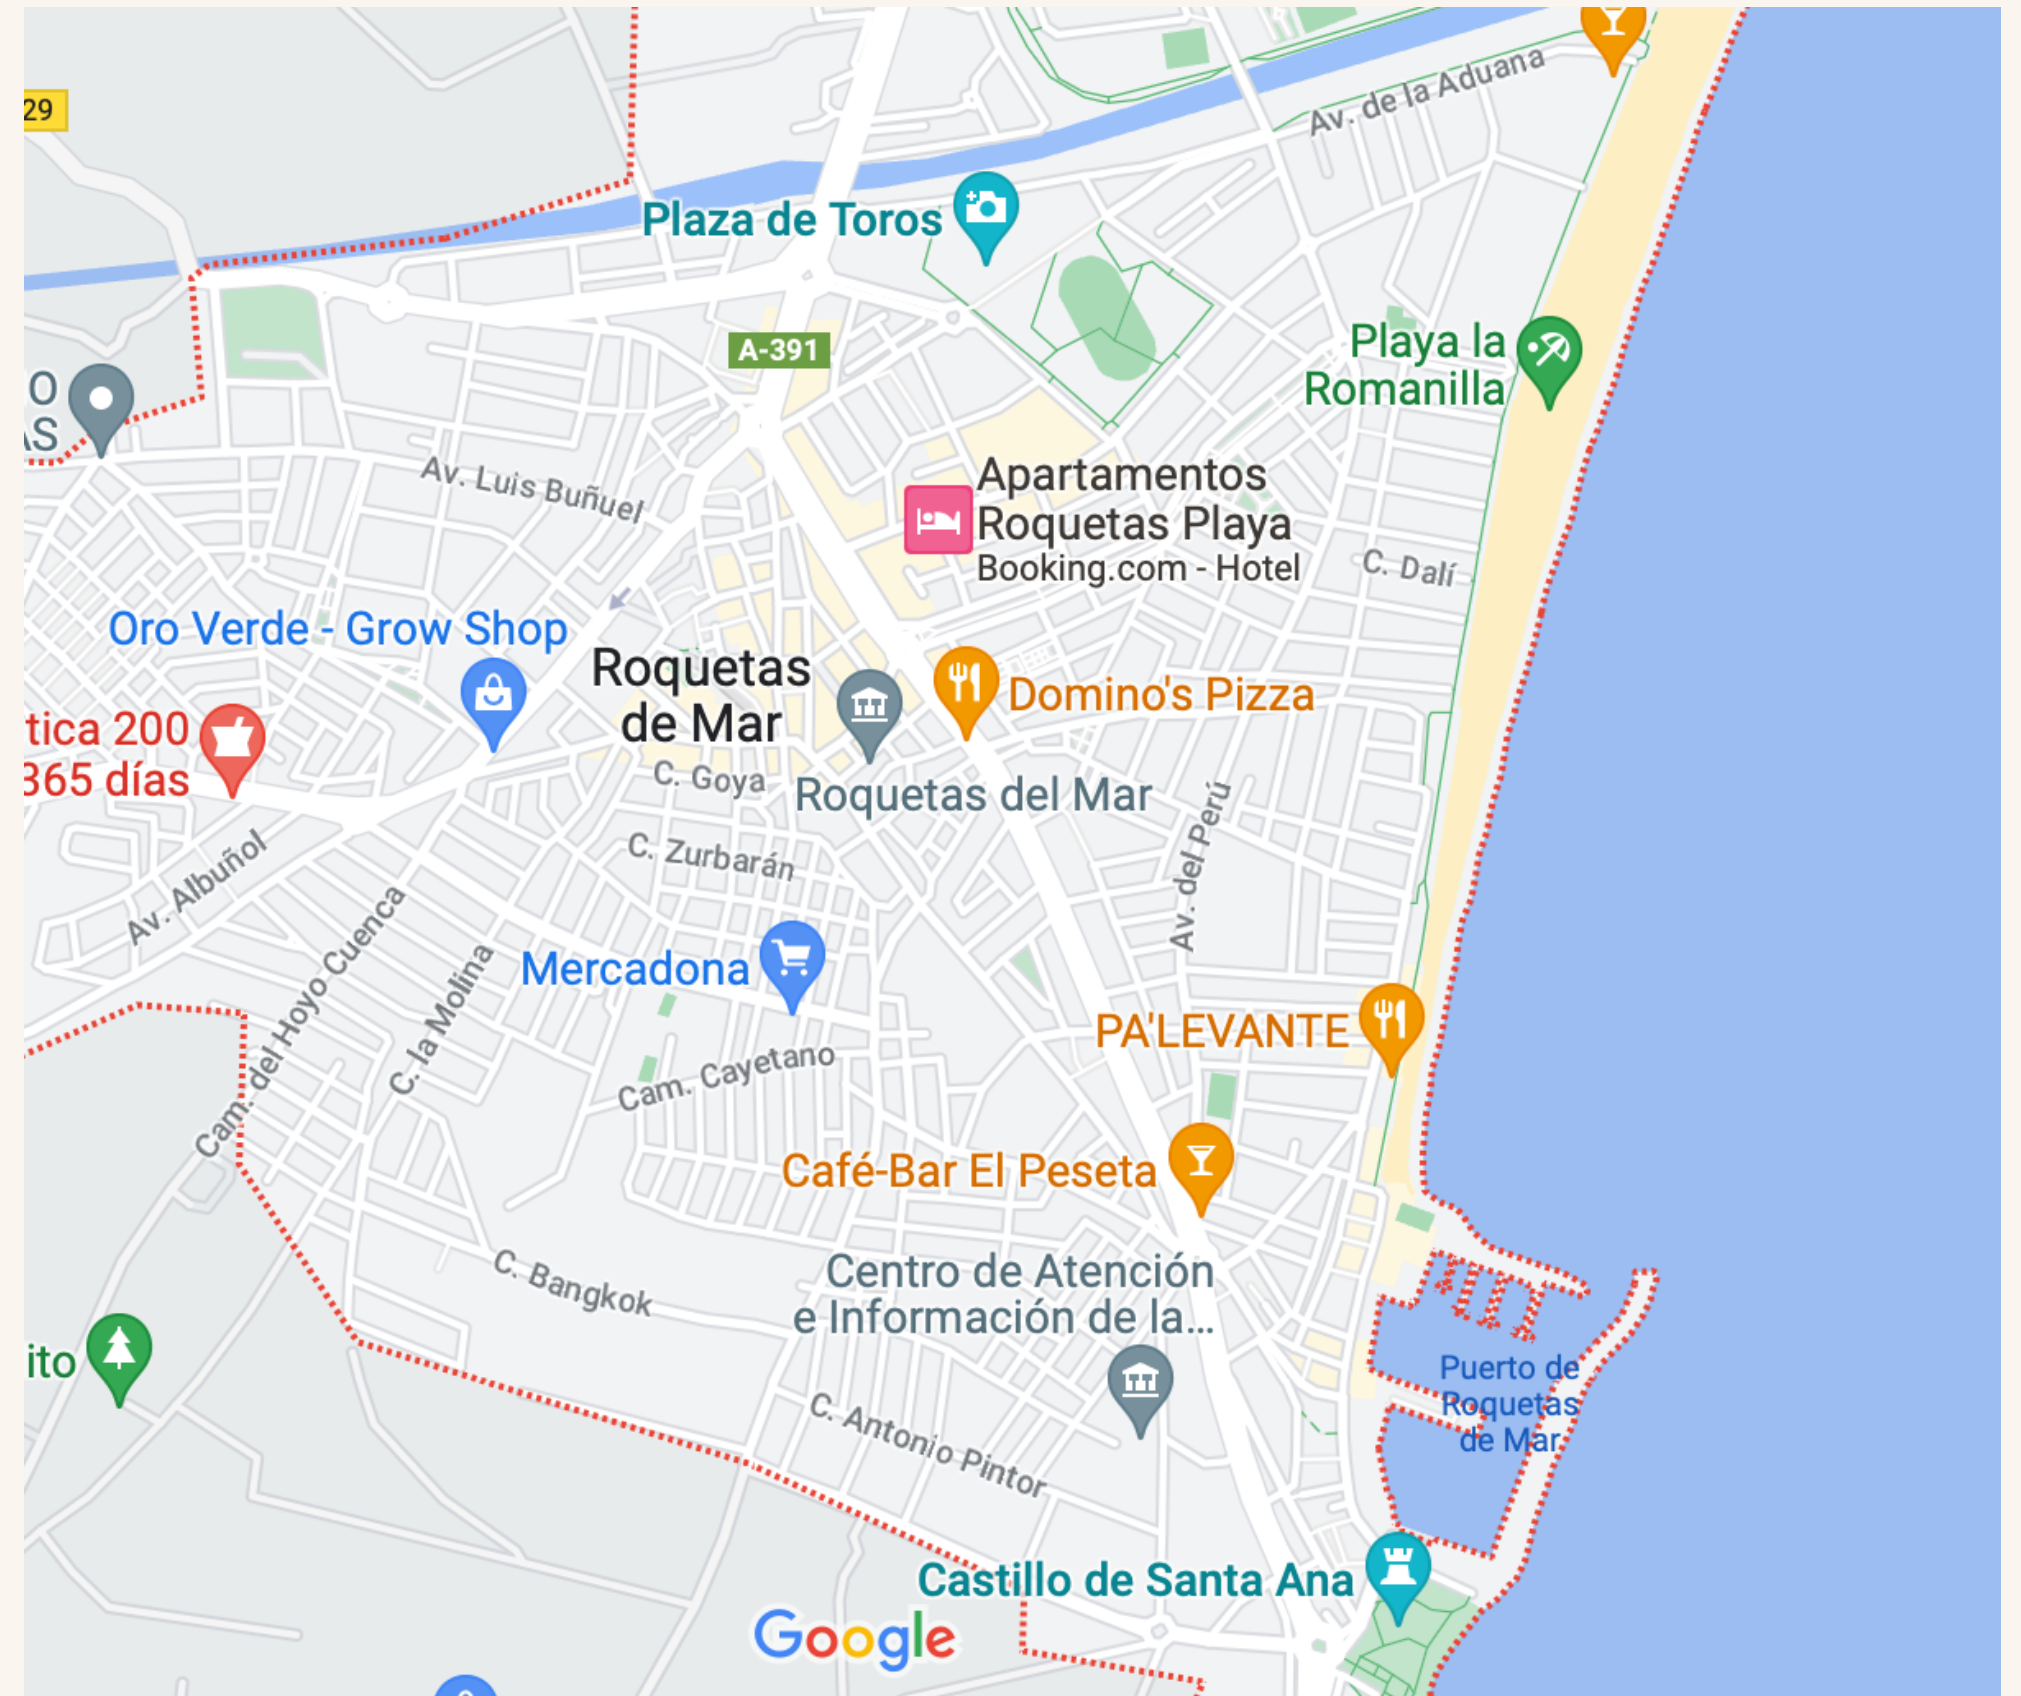 Av. de la Aduana
29
Plaza de Toros
A-391
Playa la
Romanilla
O
AS
Av. Luis Buñuel
Apartamentos
Roquetas Playa
Booking.com - Hotel
C. Dalí
Oro Verde - Grow Shop
Roquetas
de Mar
Domino's Pizza
tica 200
365 días
C. Goya
Roquetas del Mar
Av. del Perú
C. Zurbarán
Av. Albuñol
Cam. del Hoyo Cuenca
C. la Molina
Mercadona
PA'LEVANTE
Cam. Cayetano
Café-Bar El Peseta
C. Bangkok
Centro de Atención
e Información de la...
ito
Puerto de
Roquetas
de Mar
C. Antonio Pintor
Castillo de Santa Ana
Google